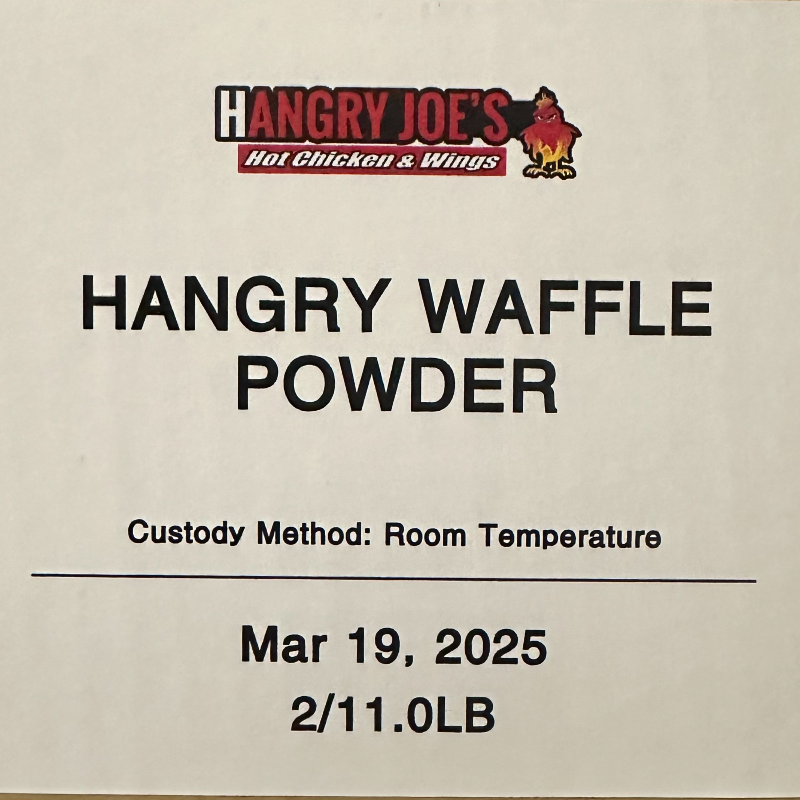 HANGRY JOE'S
Hot Chicken & Wings
HANGRY WAFFLE
POWDER
Custody Method: Room Temperature
Mar 19, 2025
2/11.0LB